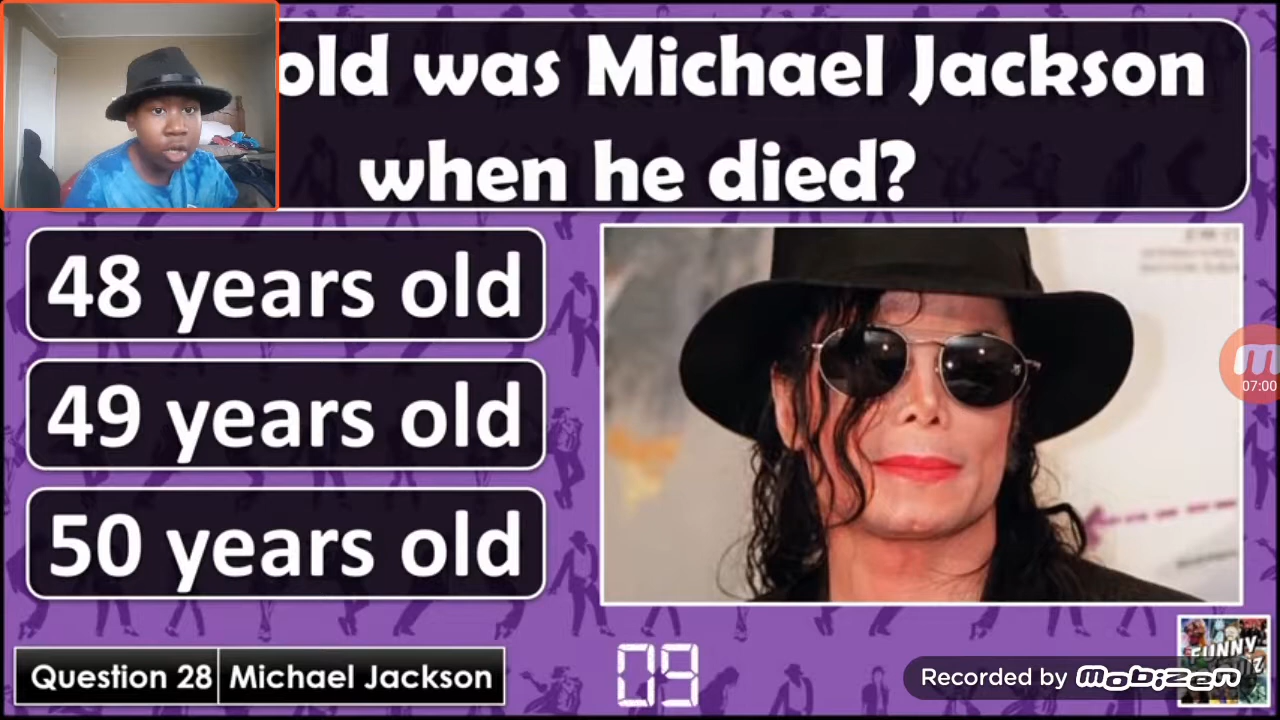 old was Michael Jackson
when he died?
48 years old
49 years old
50 years old
07:00
Question 28 Michael Jackson
09
FUNNY
Recorded by mobizen